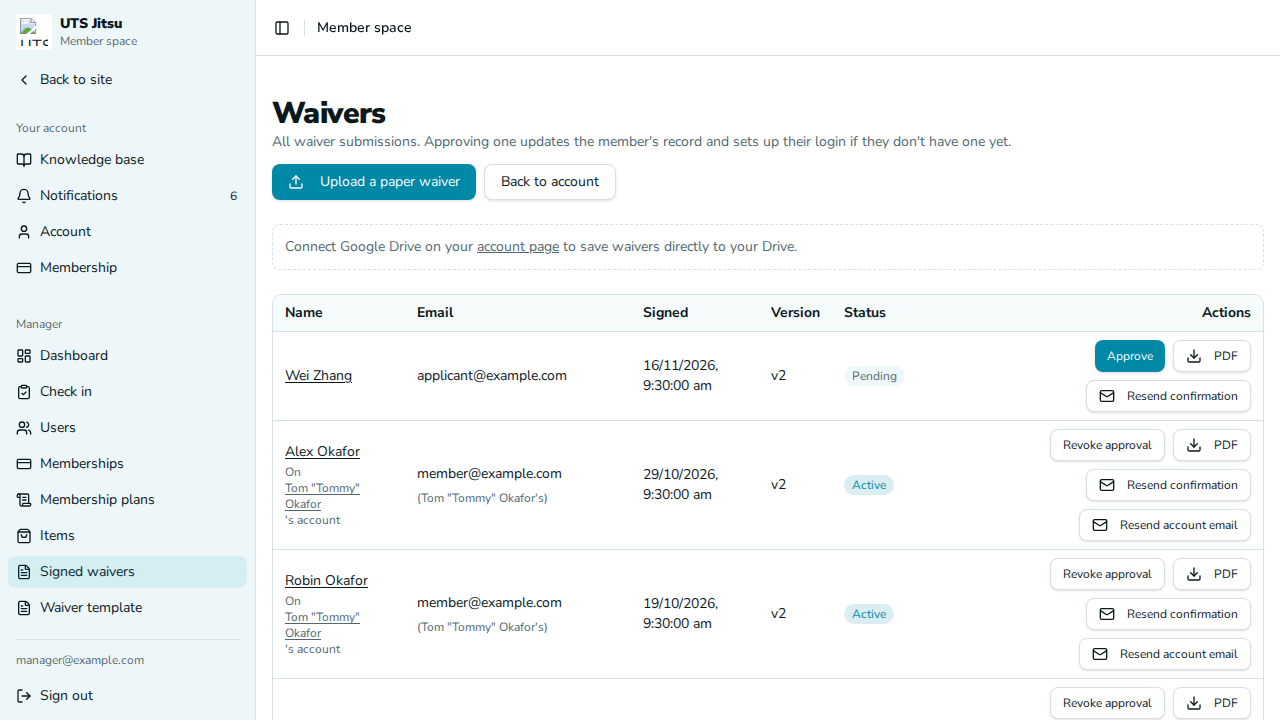 UTS Jitsu
Member space
Back to site
Your account
Knowledge base
Notifications 6
Account
Membership
Manager
Dashboard
Check in
Users
Memberships
Membership plans
Items
Signed waivers
Waiver template
manager@example.com
Sign out
Member space
Waivers
All waiver submissions. Approving one updates the member's record and sets up their login if they don't have one yet.
Upload a paper waiver Back to account
Connect Google Drive on your account page to save waivers directly to your Drive.
Name Email Signed Version Status Actions
Wei Zhang applicant@example.com 16/11/2026, 9:30:00 am v2 Pending Approve PDF
Resend confirmation
Alex Okafor
On
Tom "Tommy"
Okafor
's account
member@example.com
(Tom "Tommy" Okafor's)
29/10/2026,
9:30:00 am
v2
Active
Revoke approval PDF
Resend confirmation
Resend account email
Robin Okafor
On
Tom "Tommy"
Okafor
's account
member@example.com
(Tom "Tommy" Okafor's)
19/10/2026,
9:30:00 am
v2
Active
Revoke approval PDF
Resend confirmation
Resend account email
Revoke approval PDF